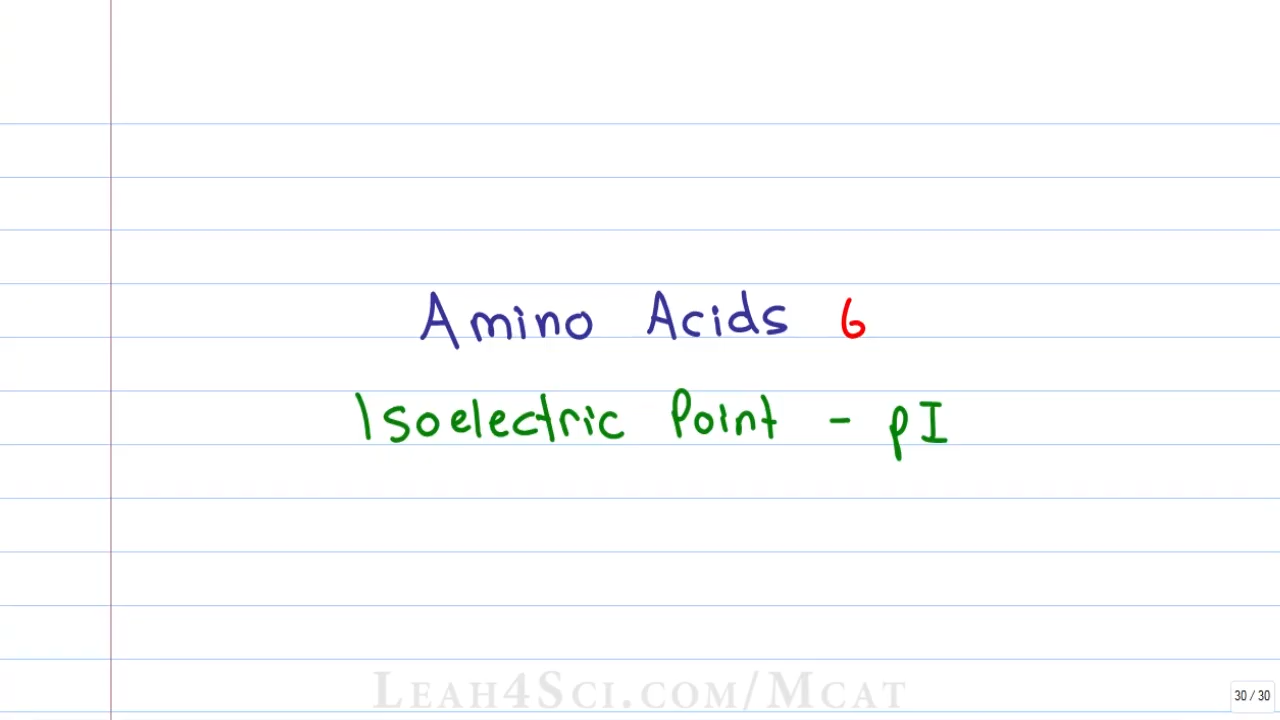 Amino Acids 6
Isoelectric Point - pI
LEAH4SCI.COM/MCAT
30 / 30